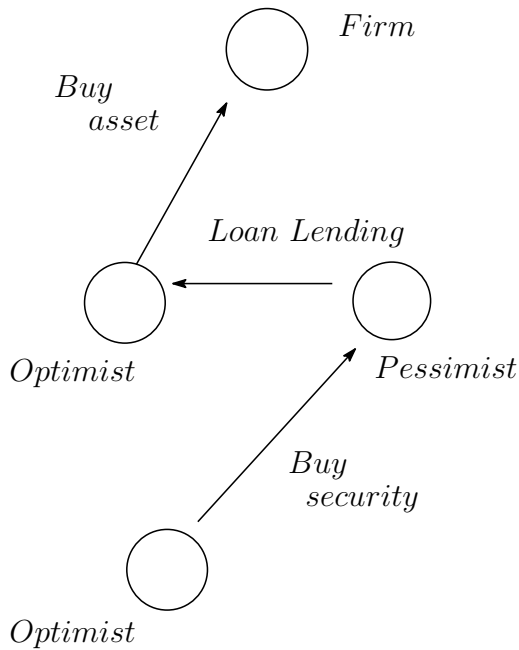 Firm
Buy
asset
Loan Lending
Optimist
Pessimist
Buy
security
Optimist